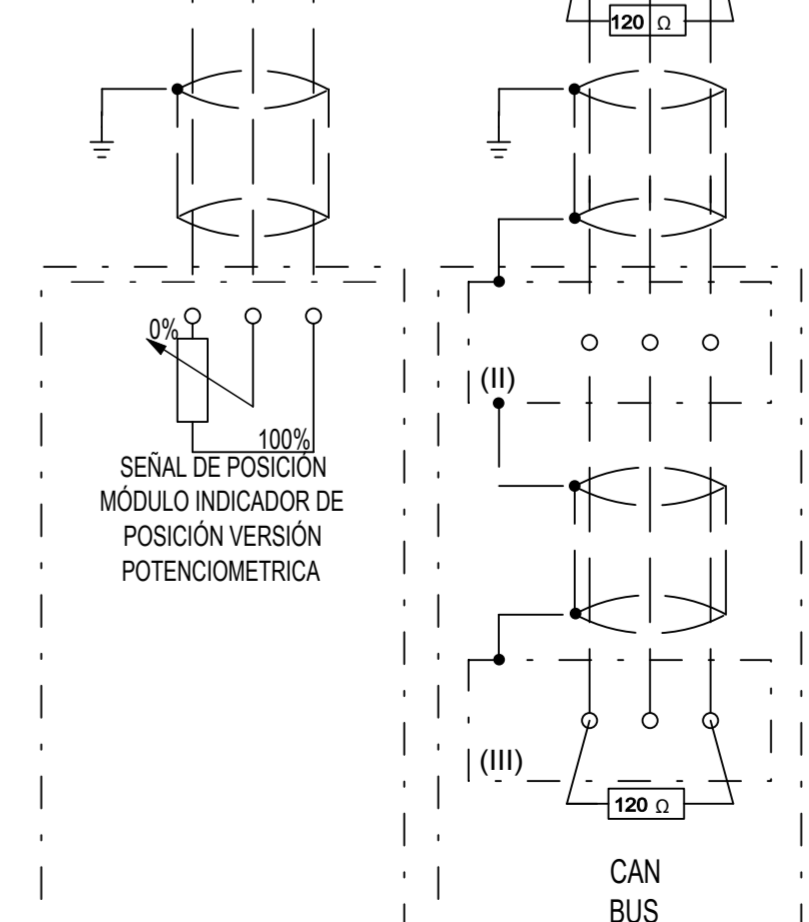 120 Ω
0%
100%
SEÑAL DE POSICIÓN
MÓDULO INDICADOR DE
POSICIÓN VERSIÓN
POTENCIOMETRICA
(II)
(III)
120 Ω
CAN
BUS